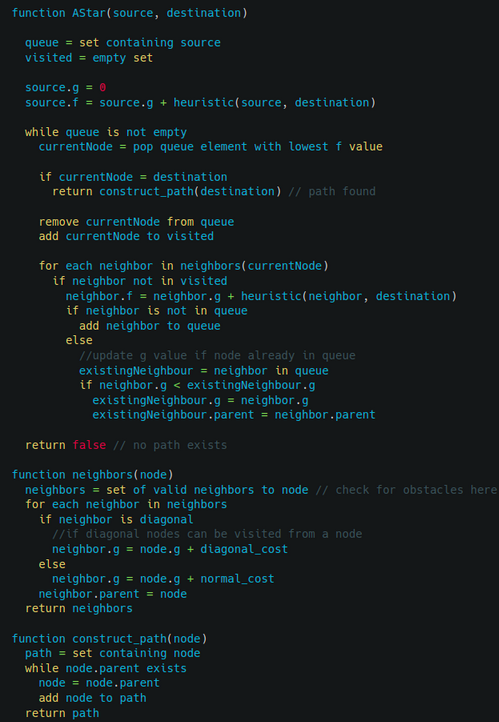 function AStar(source, destination)

  queue = set containing source
  visited = empty set

  source.g = 0
  source.f = source.g + heuristic(source, destination)

  while queue is not empty
    currentNode = pop queue element with lowest f value

    if currentNode = destination
      return construct_path(destination) // path found

    remove currentNode from queue
    add currentNode to visited

    for each neighbor in neighbors(currentNode)
      if neighbor not in visited
        neighbor.f = neighbor.g + heuristic(neighbor, destination)
        if neighbor is not in queue
          add neighbor to queue
        else
          //update g value if node already in queue
          existingNeighbour = neighbor in queue
          if neighbor.g < existingNeighbour.g
            existingNeighbour.g = neighbor.g
            existingNeighbour.parent = neighbor.parent

  return false // no path exists

function neighbors(node)
  neighbors = set of valid neighbors to node // check for obstacles here
  for each neighbor in neighbors
    if neighbor is diagonal
      //if diagonal nodes can be visited from a node
      neighbor.g = node.g + diagonal_cost
    else
      neighbor.g = node.g + normal_cost
    neighbor.parent = node
  return neighbors

function construct_path(node)
  path = set containing node
  while node.parent exists
    node = node.parent
    add node to path
  return path